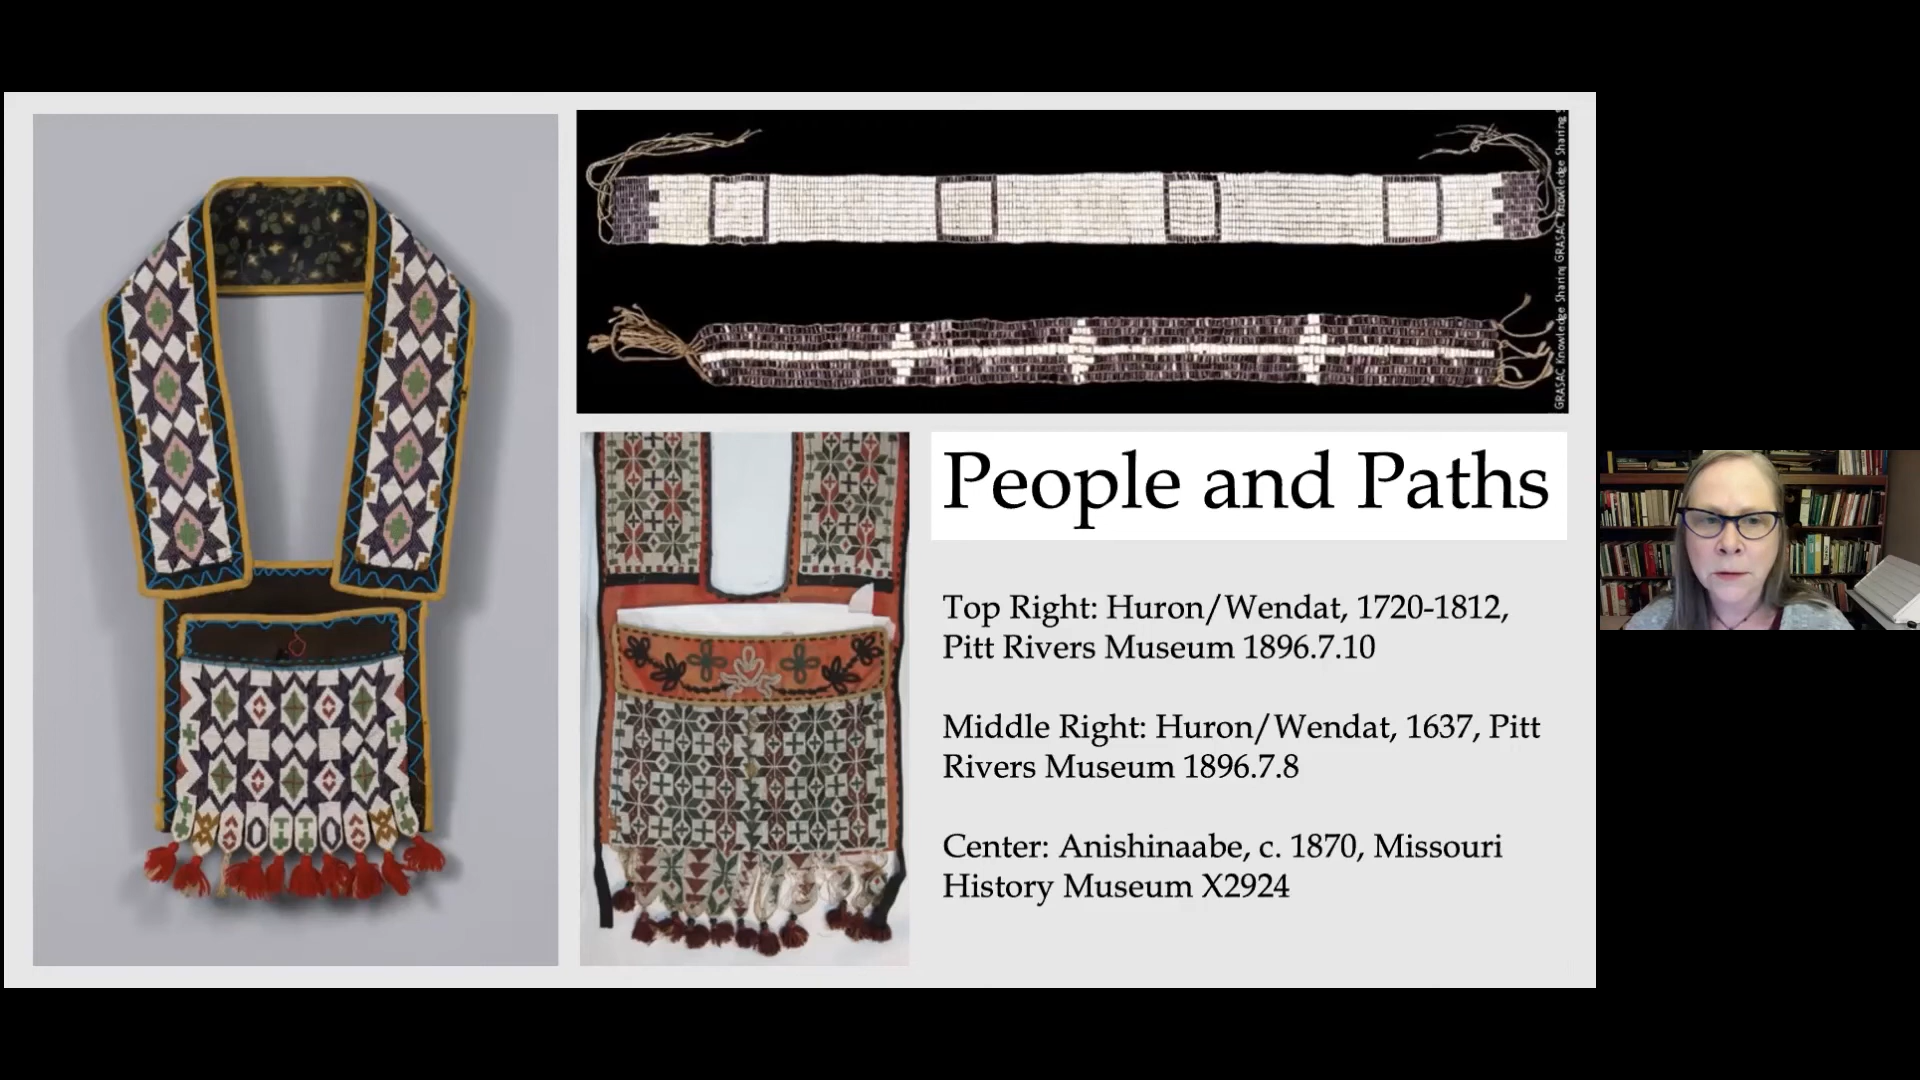 GRASAC Knowledge Sharing GRASAC Knowledge Sharing
People and Paths
Top Right: Huron/Wendat, 1720-1812,
Pitt Rivers Museum 1896.7.10
Middle Right: Huron/Wendat, 1637, Pitt
Rivers Museum 1896.7.8
Center: Anishinaabe, c. 1870, Missouri
History Museum X2924